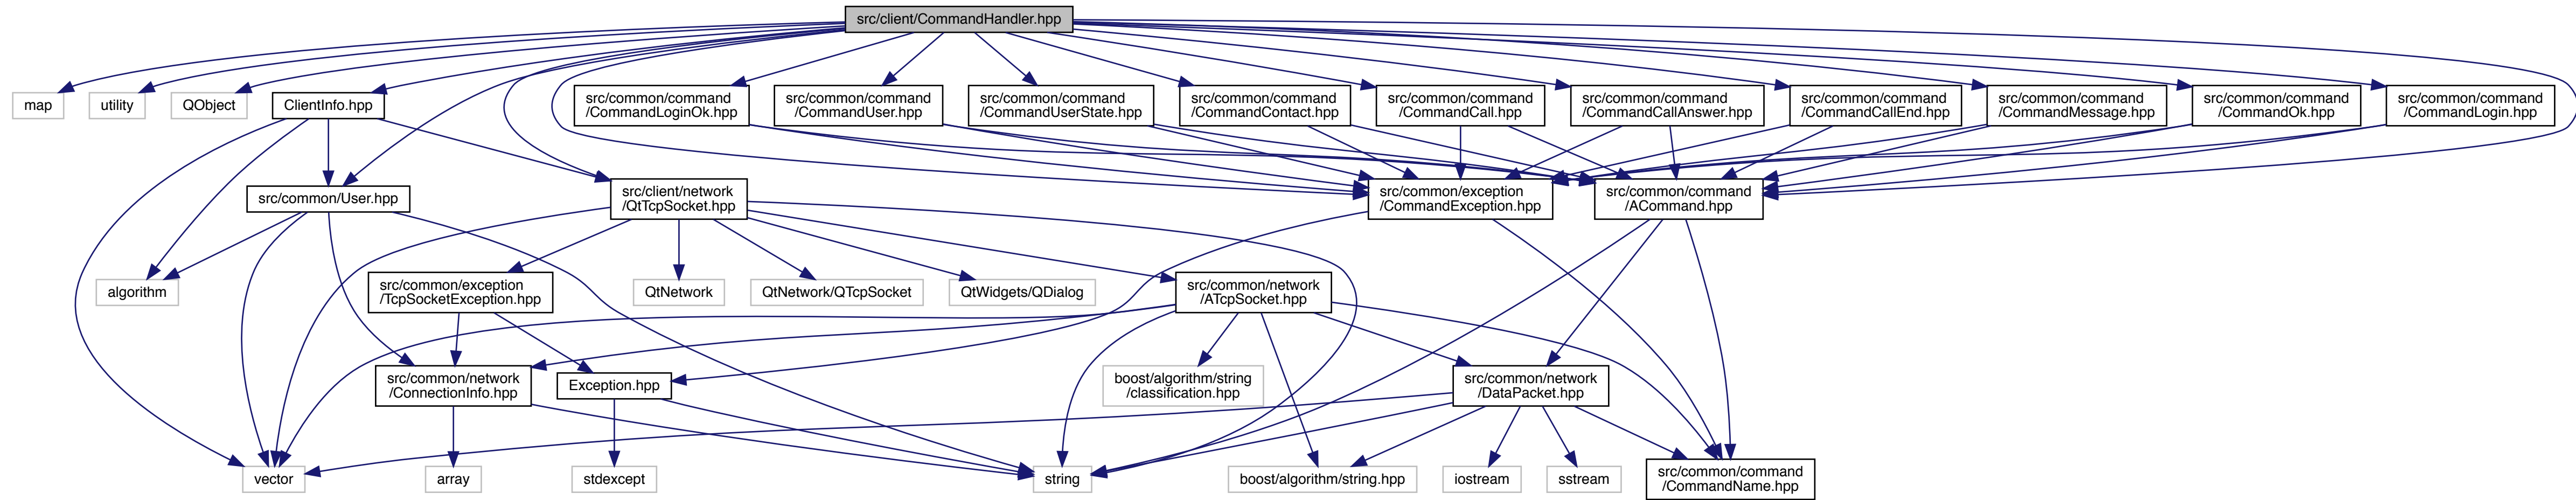 src/client/CommandHandler.hpp
map
utility
QObject
ClientInfo.hpp
src/common/command
/CommandLoginOk.hpp
src/common/command
/CommandUser.hpp
src/common/command
/CommandUserState.hpp
src/common/command
/CommandContact.hpp
src/common/command
/CommandCall.hpp
src/common/command
/CommandCallAnswer.hpp
src/common/command
/CommandCallEnd.hpp
src/common/command
/CommandMessage.hpp
src/common/command
/CommandOk.hpp
src/common/command
/CommandLogin.hpp
src/common/User.hpp
src/client/network
/QtTcpSocket.hpp
src/common/exception
/CommandException.hpp
src/common/command
/ACommand.hpp
algorithm
src/common/exception
/TcpSocketException.hpp
QtNetwork
QtNetwork/QTcpSocket
QtWidgets/QDialog
src/common/network
/ATcpSocket.hpp
src/common/network
/ConnectionInfo.hpp
Exception.hpp
boost/algorithm/string
/classification.hpp
src/common/network
/DataPacket.hpp
vector
array
stdexcept
string
boost/algorithm/string.hpp
iostream
sstream
src/common/command
/CommandName.hpp